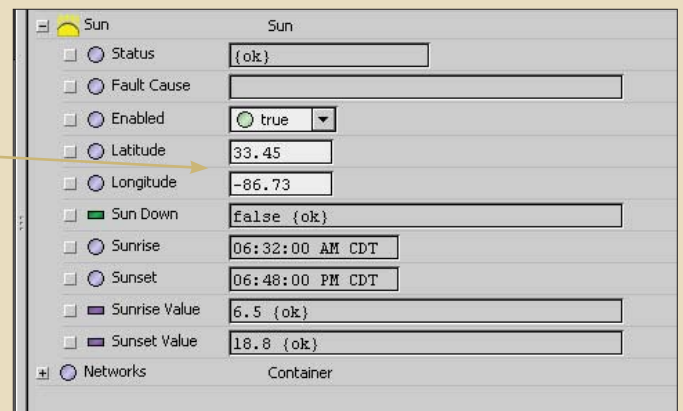 Sun Sun
Status {ok}
Fault Cause
Enabled true
Latitude 33.45
Longitude -86.73
Sun Down false {ok}
Sunrise 06:32:00 AM CDT
Sunset 06:48:00 PM CDT
Sunrise Value 6.5 {ok}
Sunset Value 18.8 {ok}
Networks Container